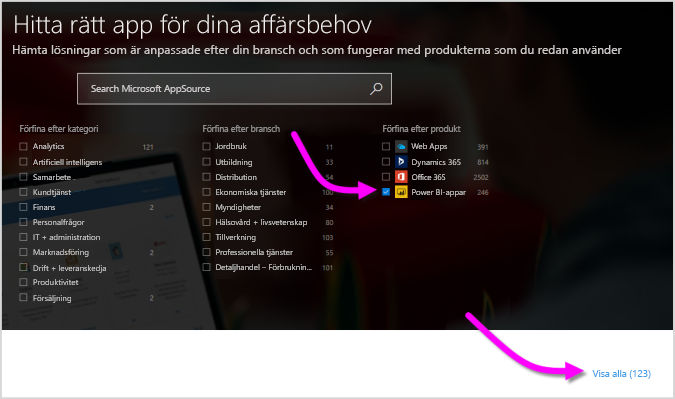 Hitta rätt app för dina affärsbehov
Hämta lösningar som är anpassade efter din bransch och som fungerar med produkterna som du redan använder
Search Microsoft AppSource
Förfina efter kategori
Analytics 121
Artificiell intelligens
Samarbete
Kundtjänst
Finans 2
Personalfrågor
IT + administration
Marknadsföring 2
Drift + leveranskedja
Produktivitet
Försäljning 2
Förfina efter bransch
Jordbruk 11
Utbildning 33
Distribution 54
Ekonomiska tjänster 100
Myndigheter 34
Hälsovård + livsvetenskap 80
Tillverkning 103
Professionella tjänster 55
Detaljhandel – Förbruknin... 101
Förfina efter produkt
Web Apps 391
Dynamics 365 814
Office 365 2502
Power BI-appar 246
Visa alla (123)